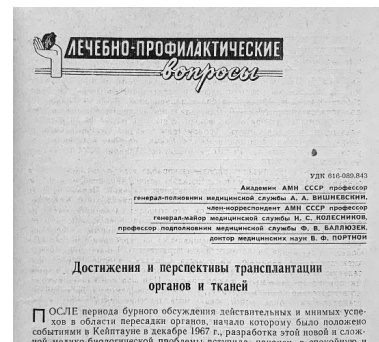 ЛЕЧЕБНО-ПРОФИЛАКТИЧЕСКИЕ
вопросы
УДК 616-089.843
Академик АМН СССР профессор
генерал-полковник медицинской службы А. А. ВИШНЕВСКИЙ,
член-корреспондент АМН СССР профессор
генерал-майор медицинской службы И. С. КОЛЕСНИКОВ,
профессор подполковник медицинской службы Ф. В. БАЛЛЮЗЕК,
доктор медицинских наук В. Ф. ПОРТНОЙ
Достижения и перспективы трансплантации
органов и тканей
ПОСЛЕ периода бурного обсуждения действительных и мнимых успе-
хов в области пересадки органов, начало которому было положено
событиями в Кейптауне в декабре 1967 г., разработка этой новой и слож-